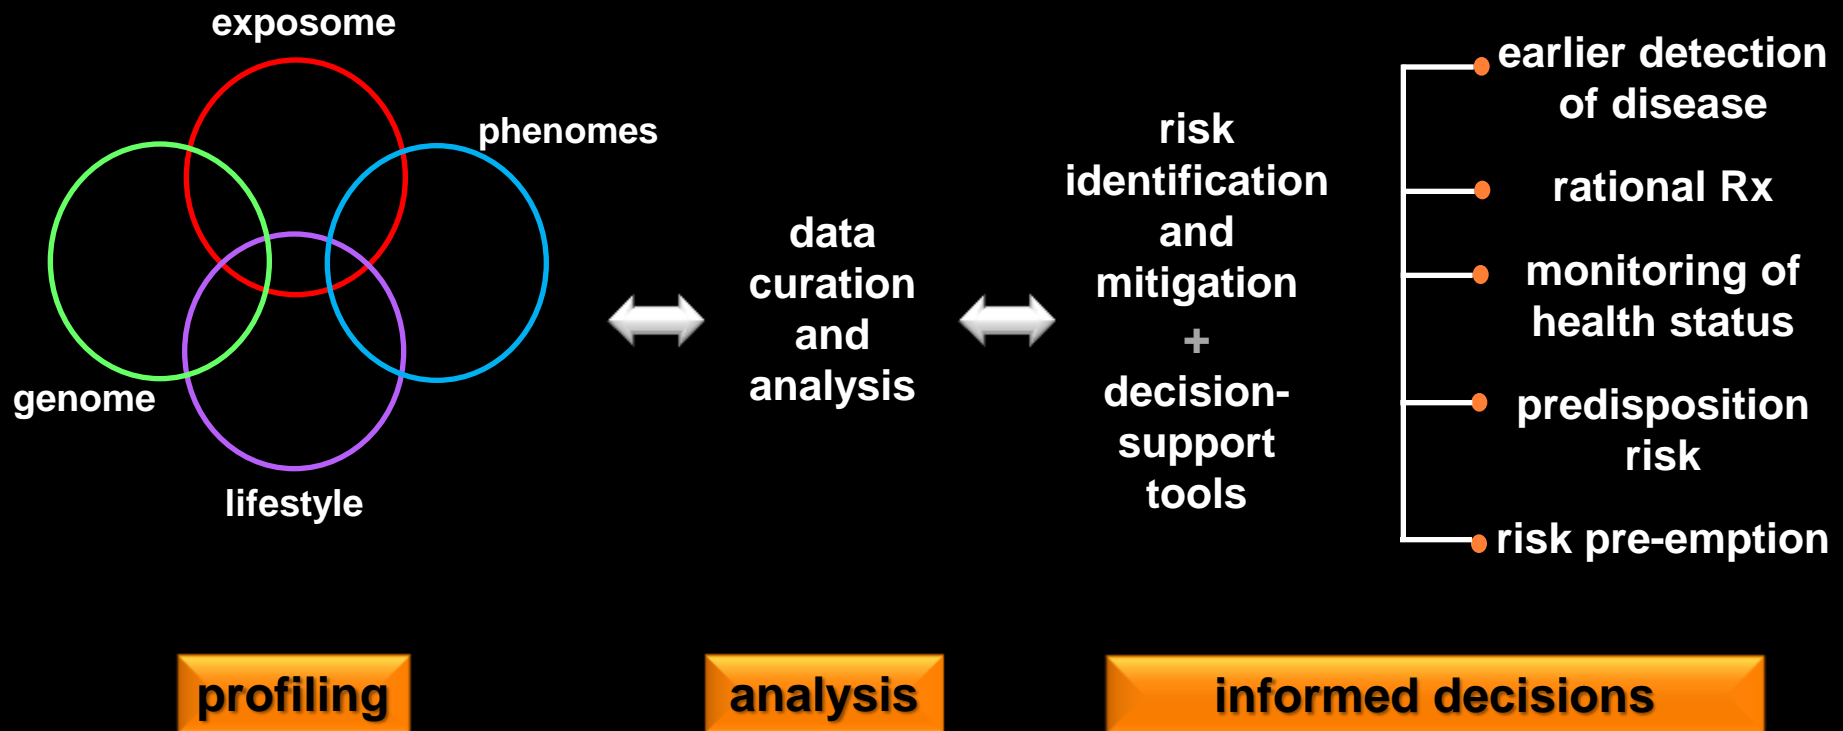 exposome
phenomes
genome
lifestyle
data
curation
and
analysis
risk
identification
and
mitigation
+
decision-
support
tools
earlier detection
of disease
rational Rx
monitoring of
health status
predisposition
risk
risk pre-emption
profiling
analysis
informed decisions